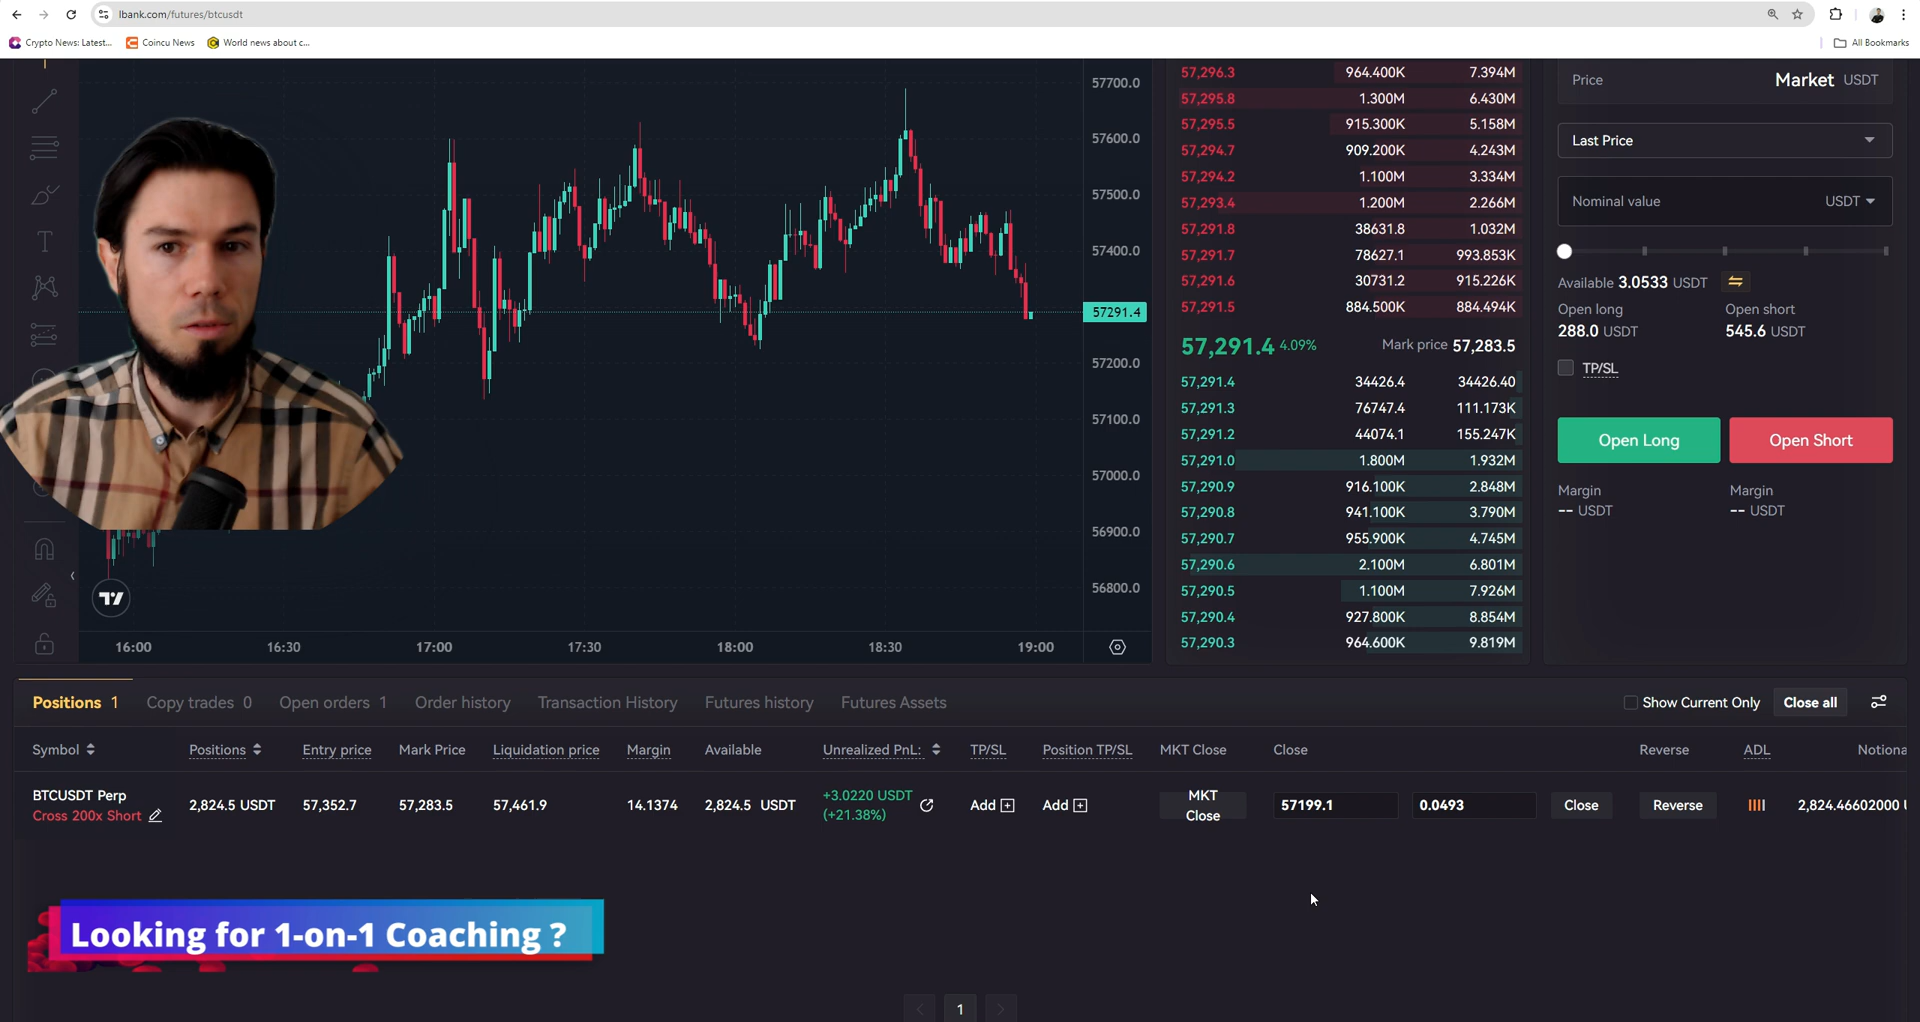 lbank.com/futures/btcusdt
Crypto News: Latest... Coincu News World news about c... All Bookmarks
57700.0
57600.0
57500.0
57400.0
57291.4
57200.0
57100.0
57000.0
56900.0
56800.0
16:00 16:30 17:00 17:30 18:00 18:30 19:00
57,296.3 964.400K 7.394M
57,295.8 1.300M 6.430M
57,295.5 915.300K 5.158M
57,294.7 909.200K 4.243M
57,294.2 1.100M 3.334M
57,293.4 1.200M 2.266M
57,291.8 38631.8 1.032M
57,291.7 78627.1 993.853K
57,291.6 30731.2 915.226K
57,291.5 884.500K 884.494K
57,291.4 4.09% Mark price 57,283.5
57,291.4 34426.4 34426.40
57,291.3 76747.4 111.173K
57,291.2 44074.1 155.247K
57,291.0 1.800M 1.932M
57,290.9 916.100K 2.848M
57,290.8 941.100K 3.790M
57,290.7 955.900K 4.745M
57,290.6 2.100M 6.801M
57,290.5 1.100M 7.926M
57,290.4 927.800K 8.854M
57,290.3 964.600K 9.819M
Price Market USDT
Last Price
Nominal value USDT
Available 3.0533 USDT
Open long Open short
288.0 USDT 545.6 USDT
TP/SL
Open Long Open Short
Margin Margin
-- USDT -- USDT
Positions 1 Copy trades 0 Open orders 1 Order history Transaction History Futures history Futures Assets Show Current Only Close all
Symbol Positions Entry price Mark Price Liquidation price Margin Available Unrealized PnL: TP/SL Position TP/SL MKT Close Close Reverse ADL Notiona
BTCUSDT Perp 2,824.5 USDT 57,352.7 57,283.5 57,461.9 14.1374 2,824.5 USDT +3.0220 USDT Add Add MKT Close 57199.1 0.0493 Close Reverse 2,824.46602000
Cross 200x Short (+21.38%)
Looking for 1-on-1 Coaching ?
1